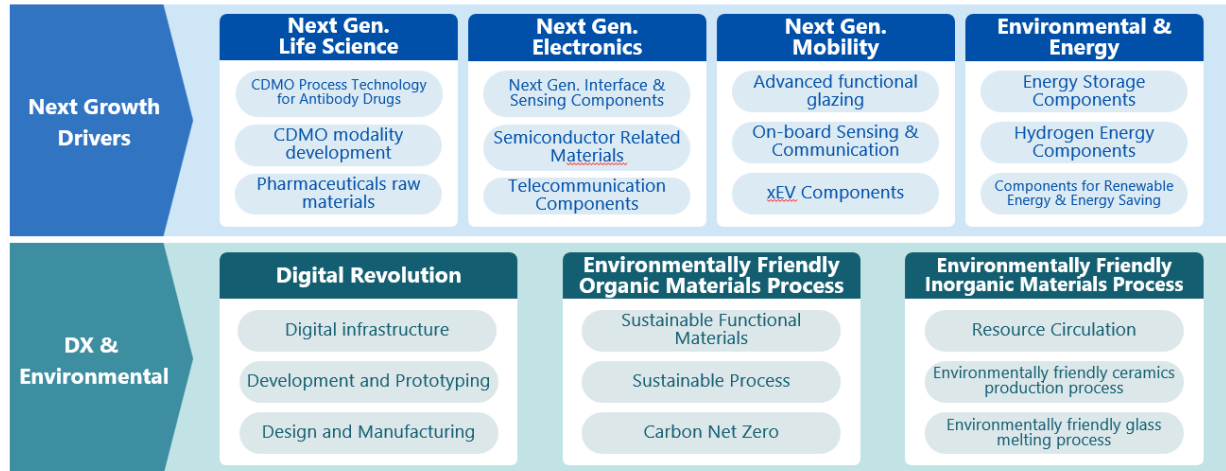 Next Growth
Drivers
Next Gen.
Life Science
CDMO Process Technology
for Antibody Drugs
CDMO modality
development
Pharmaceuticals raw
materials
Next Gen.
Electronics
Next Gen. Interface &
Sensing Components
Semiconductor Related
Materials
Telecommunication
Components
Next Gen.
Mobility
Advanced functional
glazing
On-board Sensing &
Communication
xEV Components
Environmental &
Energy
Energy Storage
Components
Hydrogen Energy
Components
Components for Renewable
Energy & Energy Saving
DX &
Environmental
Digital Revolution
Digital infrastructure
Development and Prototyping
Design and Manufacturing
Environmentally Friendly
Organic Materials Process
Sustainable Functional
Materials
Sustainable Process
Carbon Net Zero
Environmentally Friendly
Inorganic Materials Process
Resource Circulation
Environmentally friendly ceramics
production process
Environmentally friendly glass
melting process